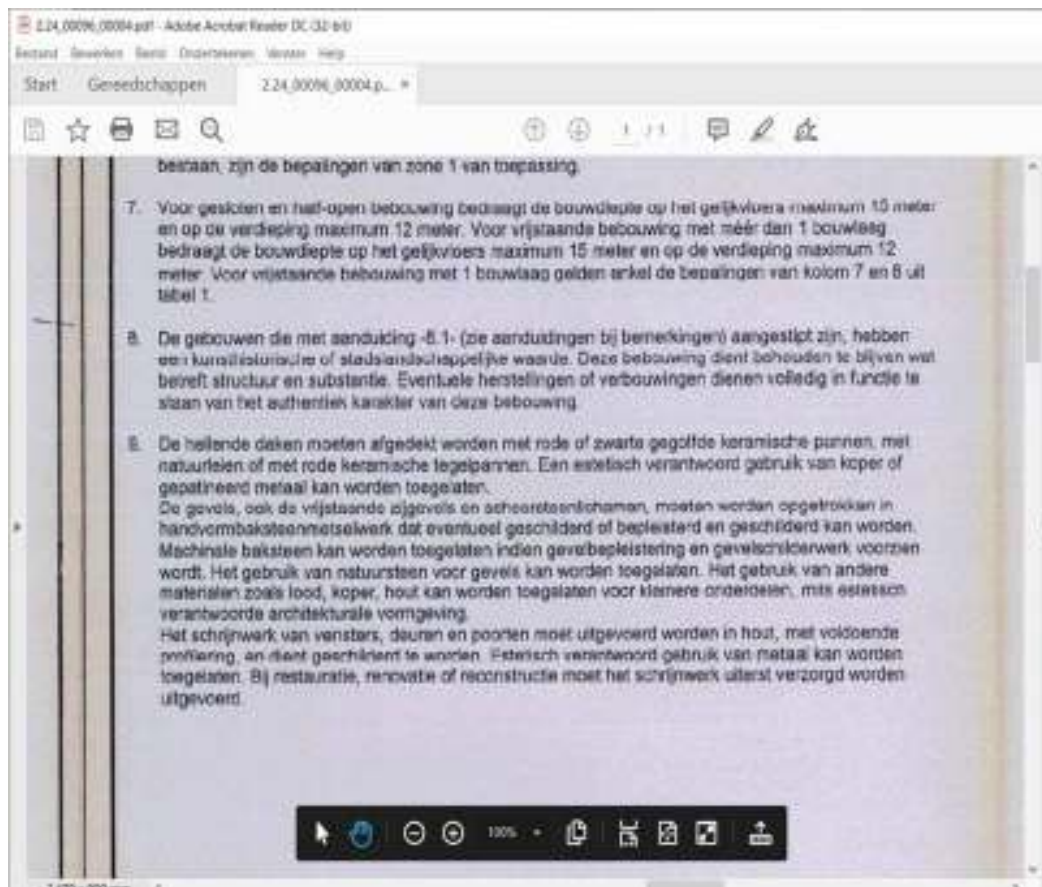 2.24_00096_00004.pdf - Adobe Acrobat Reader DC (32-bit)
Bestand Bewerken Beeld Ondertekenen Venster Help
Start Gereedschappen 2.24_00096_00004.p... ×
1 / 1
bestaan, zijn de bepalingen van zone 1 van toepassing.
7. Voor gesloten en half-open bebouwing bedraagt de bouwdiepte op het gelijkvloers maximum 15 meter
en op de verdieping maximum 12 meter. Voor vrijstaande bebouwing met méér dan 1 bouwlaag
bedraagt de bouwdiepte op het gelijkvloers maximum 15 meter en op de verdieping maximum 12
meter. Voor vrijstaande bebouwing met 1 bouwlaag gelden enkel de bepalingen van kolom 7 en 8 uit
tabel 1.
8. De gebouwen die met aanduiding -8.1- (zie aanduidingen bij bemerkingen) aangestipt zijn, hebben
een kunsthistorische of stadslandschappelijke waarde. Deze bebouwing dient behouden te blijven wat
betreft structuur en substantie. Eventuele herstellingen of verbouwingen dienen volledig in functie te
staan van het authentiek karakter van deze bebouwing.
9. De hellende daken moeten afgedekt worden met rode of zwarte gegolfde keramische pannen, met
natuurleien of met rode keramische tegelpannen. Een estetisch verantwoord gebruik van koper of
gepatineerd metaal kan worden toegelaten.
De gevels, ook de vrijstaande zijgevels en schoorsteenlichamen, moeten worden opgetrokken in
handvormbaksteenmetselwerk dat eventueel geschilderd of bepleisterd en geschilderd kan worden.
Machinale baksteen kan worden toegelaten indien gevelbepleistering en gevelschilderwerk voorzien
wordt. Het gebruik van natuursteen voor gevels kan worden toegelaten. Het gebruik van andere
materialen zoals lood, koper, hout kan worden toegelaten voor kleinere onderdelen, mits estetisch
verantwoorde architekturale vormgeving.
Het schrijnwerk van vensters, deuren en poorten moet uitgevoerd worden in hout, met voldoende
profilering, en dient geschilderd te worden. Estetisch verantwoord gebruik van metaal kan worden
toegelaten. Bij restauratie, renovatie of reconstructie moet het schrijnwerk uiterst verzorgd worden
uitgevoerd.
100%